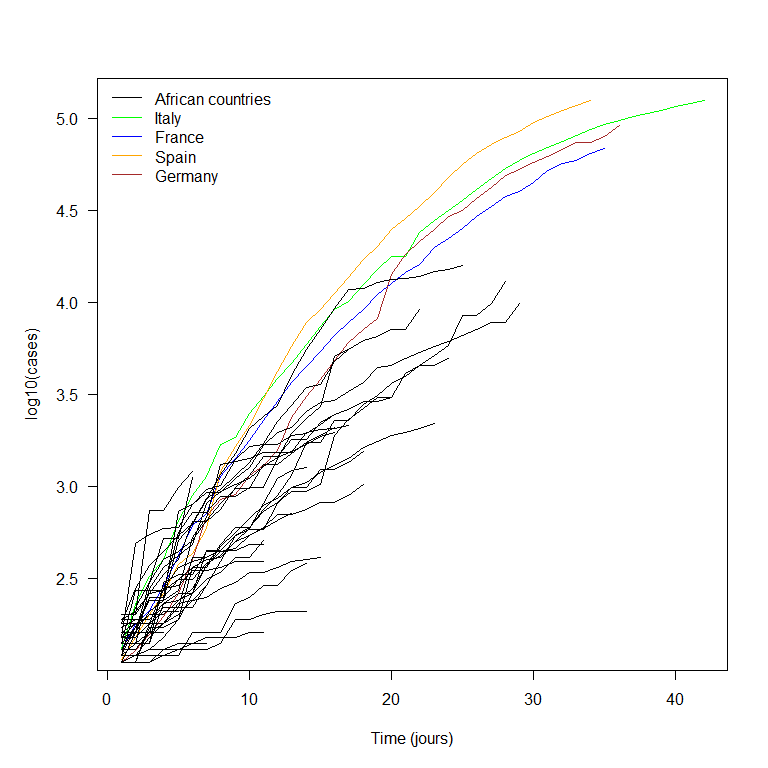 African countries
Italy
France
Spain
Germany
5.0
4.5
4.0
3.5
3.0
2.5
log10(cases)
0 10 20 30 40
Time (jours)